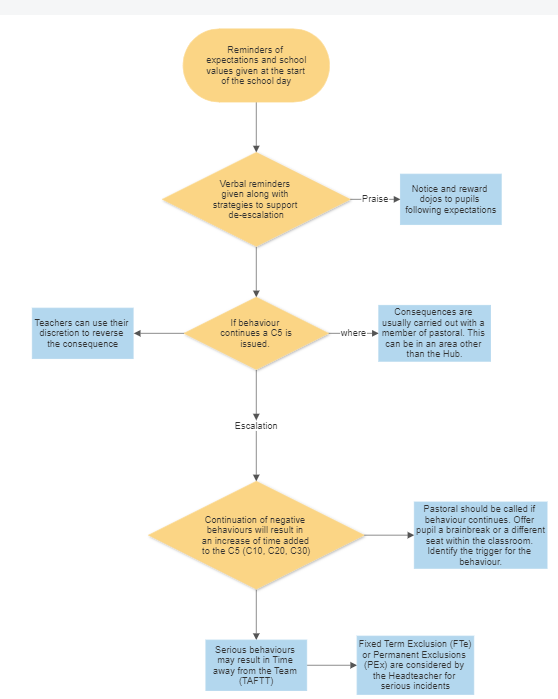 Reminders of
expectations and school
values given at the start
of the school day
Verbal reminders
given along with
strategies to support
de-escalation
Praise
Notice and reward
dojos to pupils
following expectations
Teachers can use their
discretion to reverse
the consequence
If behaviour
continues a C5 is
issued.
where
Consequences are
usually carried out with a
member of pastoral. This
can be in an area other
than the Hub.
Escalation
Continuation of negative
behaviours will result in
an increase of time added
to the C5 (C10, C20, C30)
Pastoral should be called if
behaviour continues. Offer
pupil a brainbreak or a different
seat within the classroom.
Identify the trigger for the
behaviour.
Serious behaviours
may result in Time
away from the Team
(TAFTT)
Fixed Term Exclusion (FTe)
or Permanent Exclusions
(PEx) are considered by
the Headteacher for
serious incidents